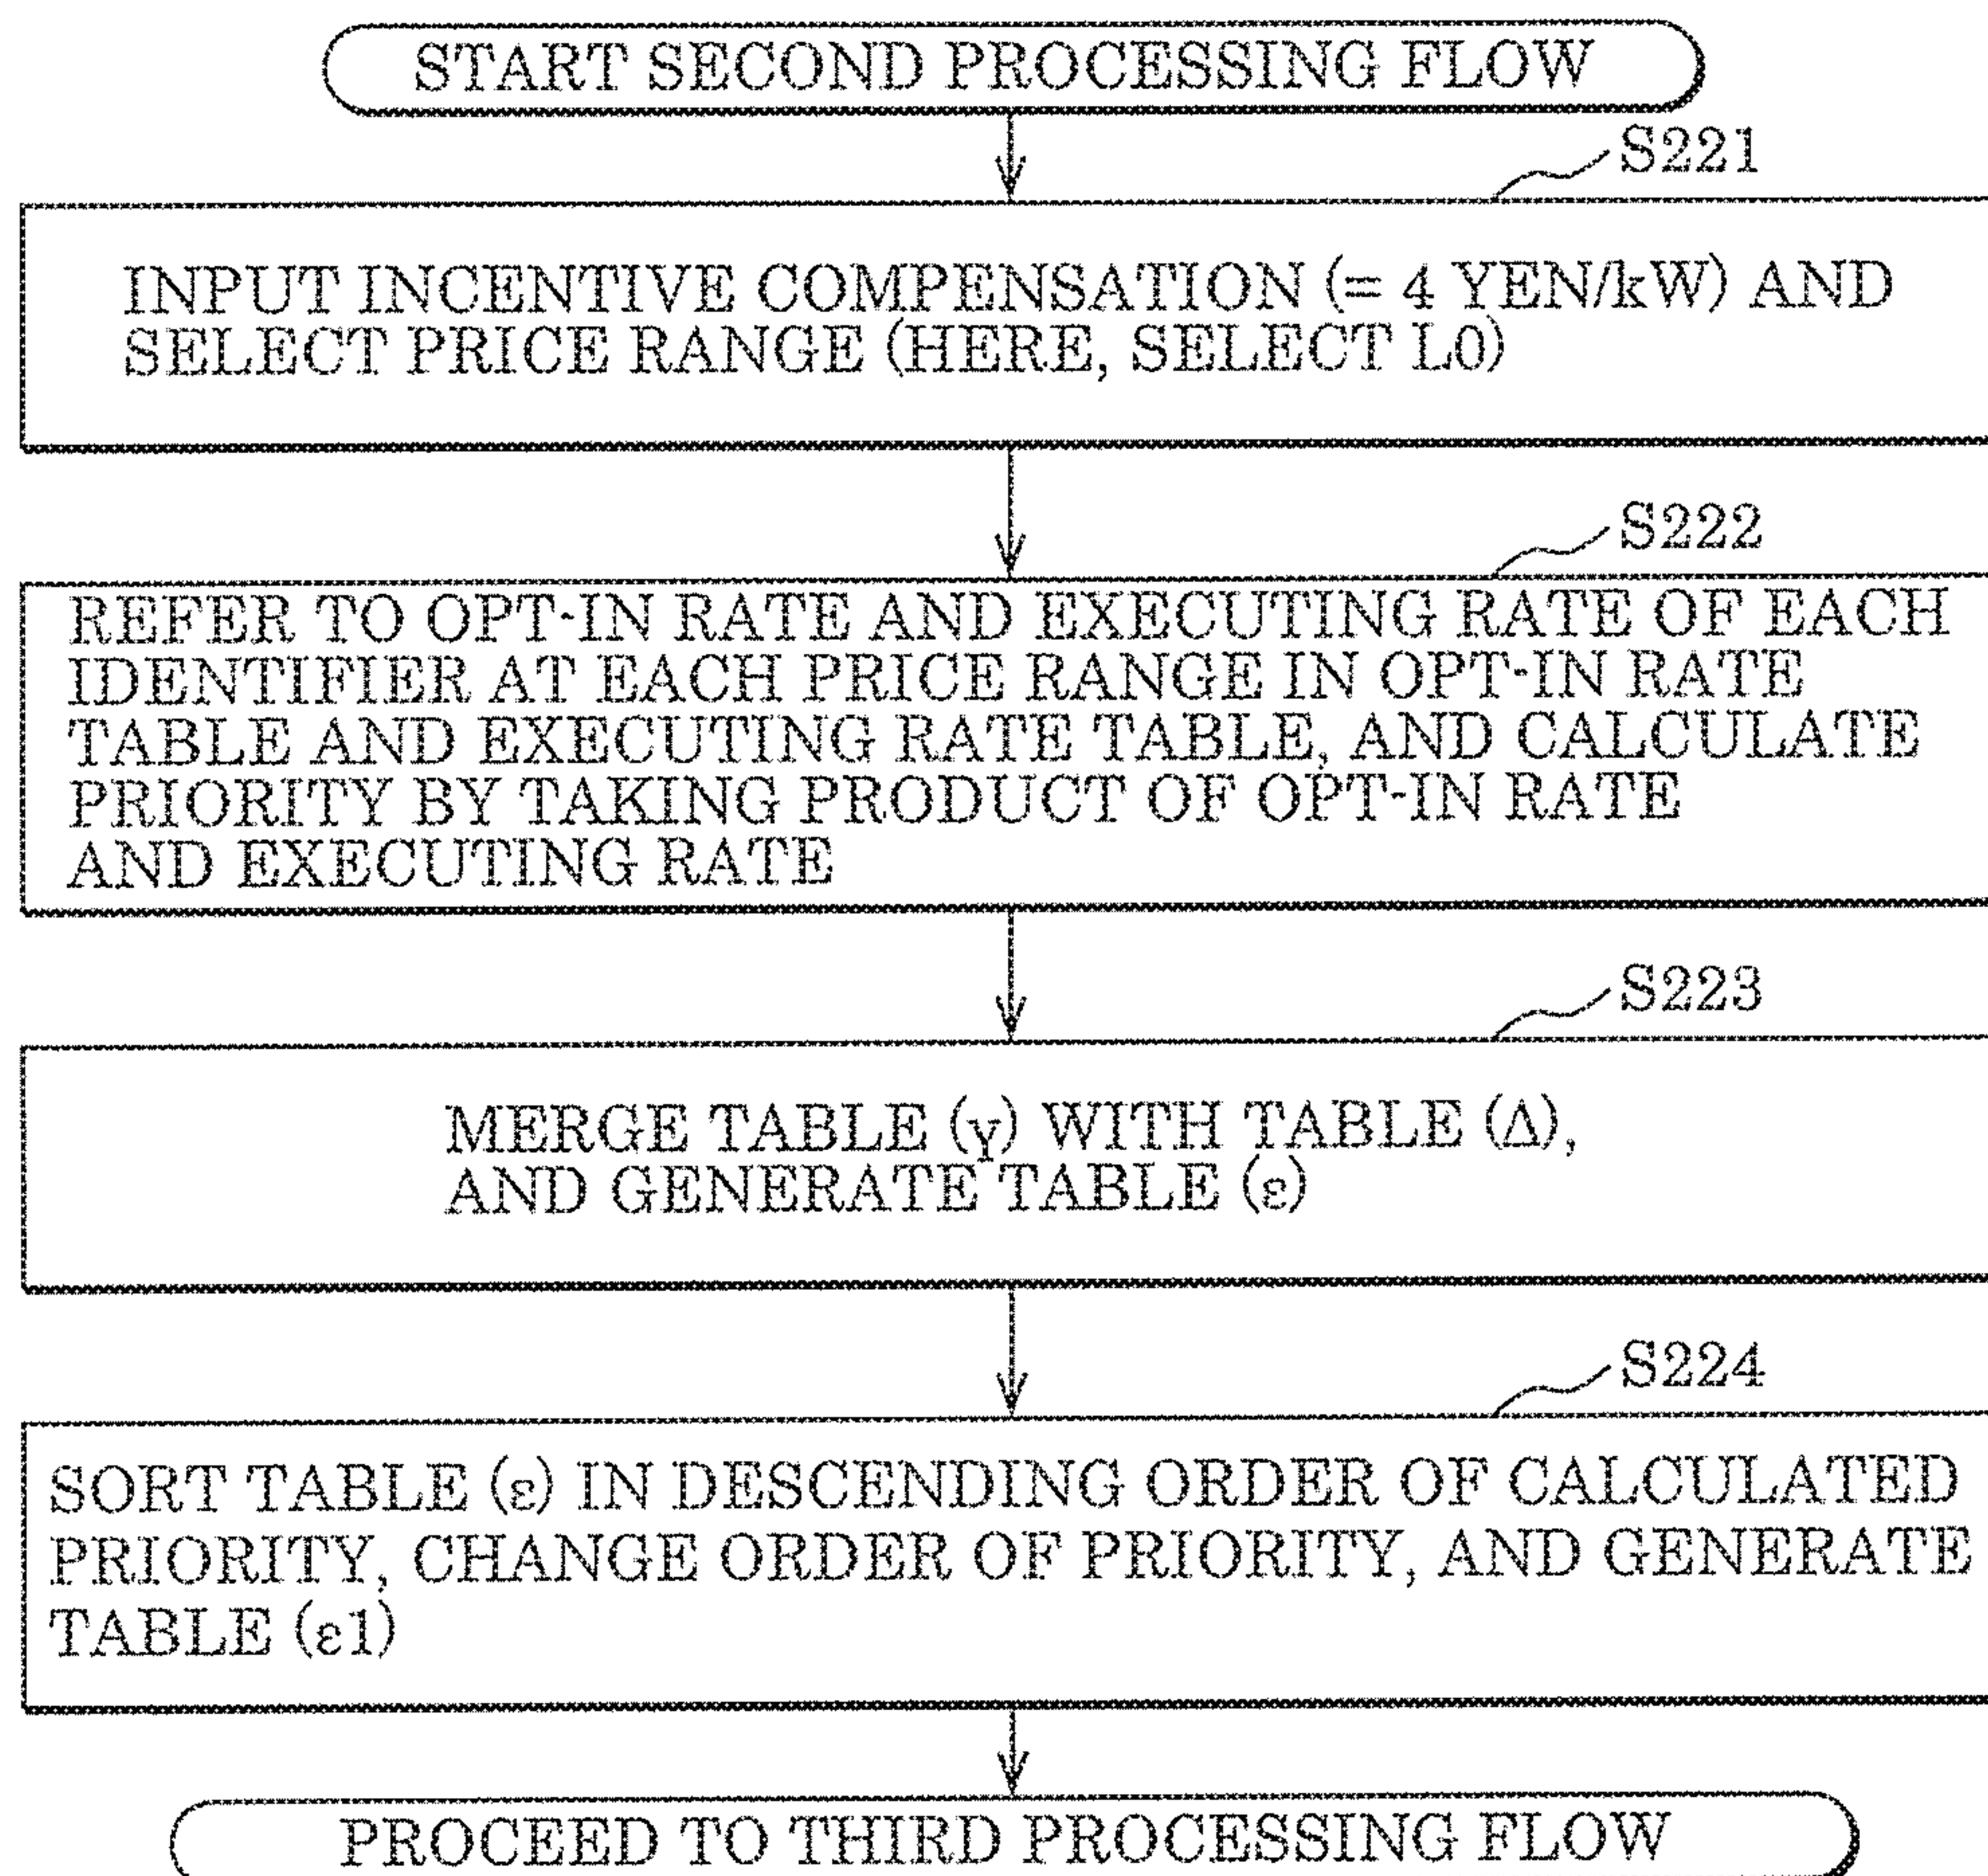 START SECOND PROCESSING FLOW
S221
INPUT INCENTIVE COMPENSATION (= 4 YEN/kW) AND
SELECT PRICE RANGE (HERE, SELECT L0)
S222
REFER TO OPT-IN RATE AND EXECUTING RATE OF EACH
IDENTIFIER AT EACH PRICE RANGE IN OPT-IN RATE
TABLE AND EXECUTING RATE TABLE, AND CALCULATE
PRIORITY BY TAKING PRODUCT OF OPT-IN RATE
AND EXECUTING RATE
S223
MERGE TABLE (γ) WITH TABLE (Δ),
AND GENERATE TABLE (ε)
S224
SORT TABLE (ε) IN DESCENDING ORDER OF CALCULATED
PRIORITY, CHANGE ORDER OF PRIORITY, AND GENERATE
TABLE (ε1)
PROCEED TO THIRD PROCESSING FLOW